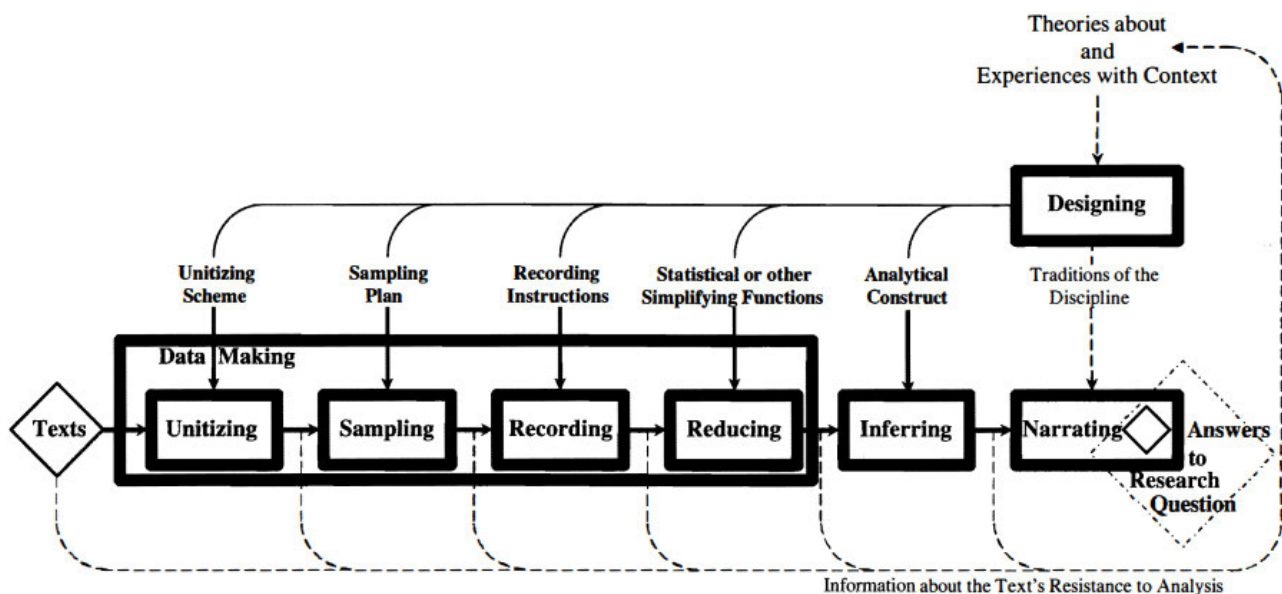 Theories about
and
Experiences with Context
Designing
Unitizing
Scheme
Sampling
Plan
Recording
Instructions
Statistical or other
Simplifying Functions
Analytical
Construct
Traditions of the
Discipline
Data Making
Texts
Unitizing
Sampling
Recording
Reducing
Inferring
Narrating
Answers
to
Research
Question
Information about the Text's Resistance to Analysis